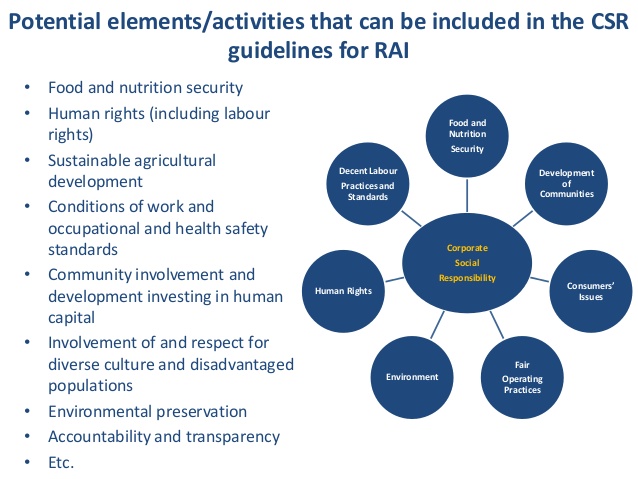 Potential elements/activities that can be included in the CSR
guidelines for RAI
• Food and nutrition security
• Human rights (including labour
rights)
• Sustainable agricultural
development
• Conditions of work and
occupational and health safety
standards
• Community involvement and
development investing in human
capital
• Involvement of and respect for
diverse culture and disadvantaged
populations
• Environmental preservation
• Accountability and transparency
• Etc.
Food and
Nutrition
Security
Decent Labour
Practices and
Standards
Development
of
Communities
Corporate
Social
Responsibility
Human Rights
Consumers’
Issues
Environment
Fair
Operating
Practices